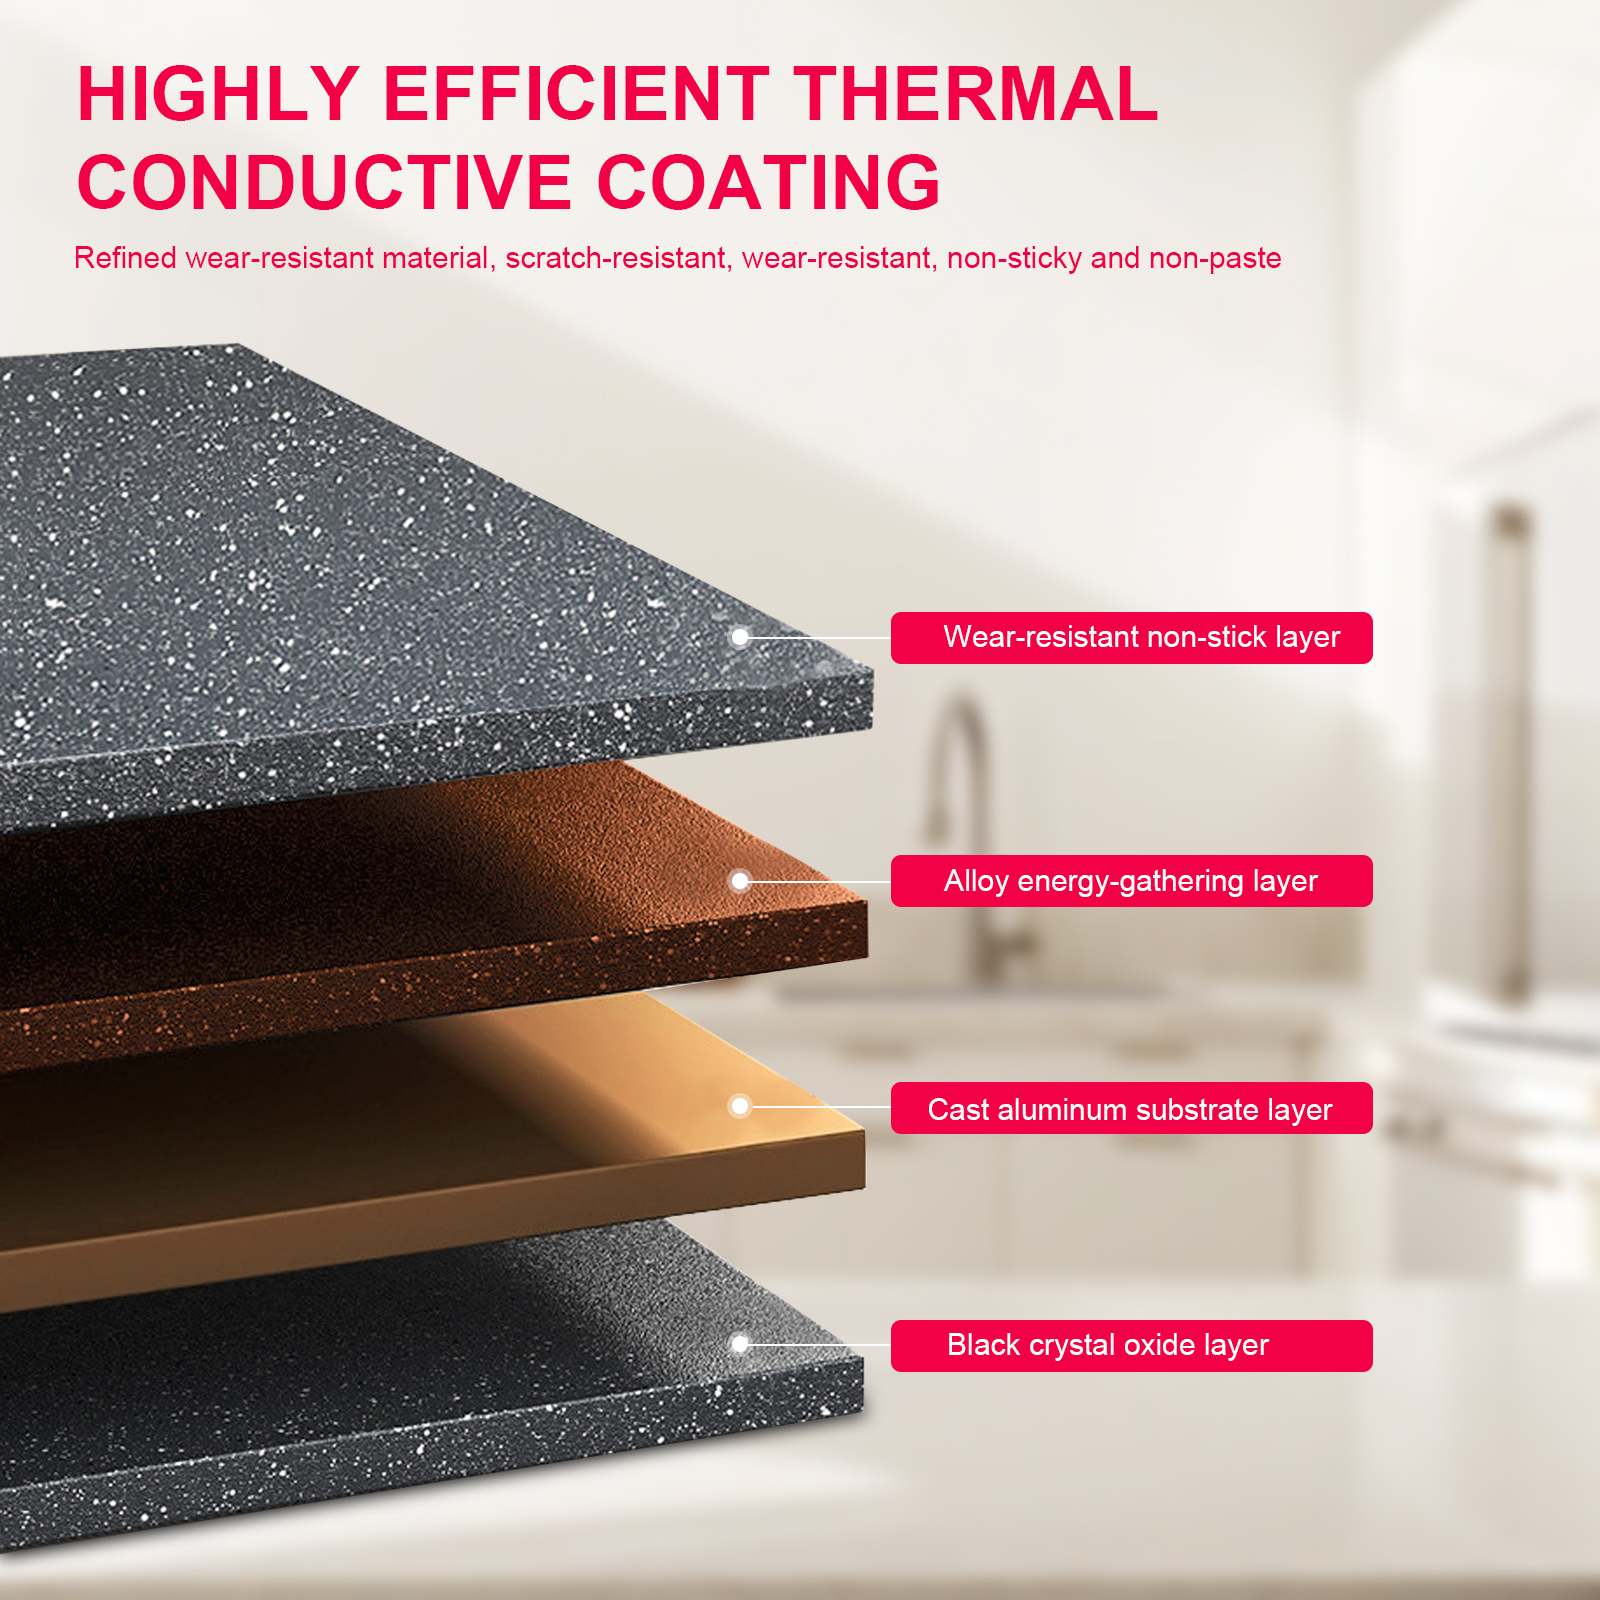 HIGHLY EFFICIENT THERMAL
CONDUCTIVE COATING
Refined wear-resistant material, scratch-resistant, wear-resistant, non-sticky and non-paste
Wear-resistant non-stick layer
Alloy energy-gathering layer
Cast aluminum substrate layer
Black crystal oxide layer